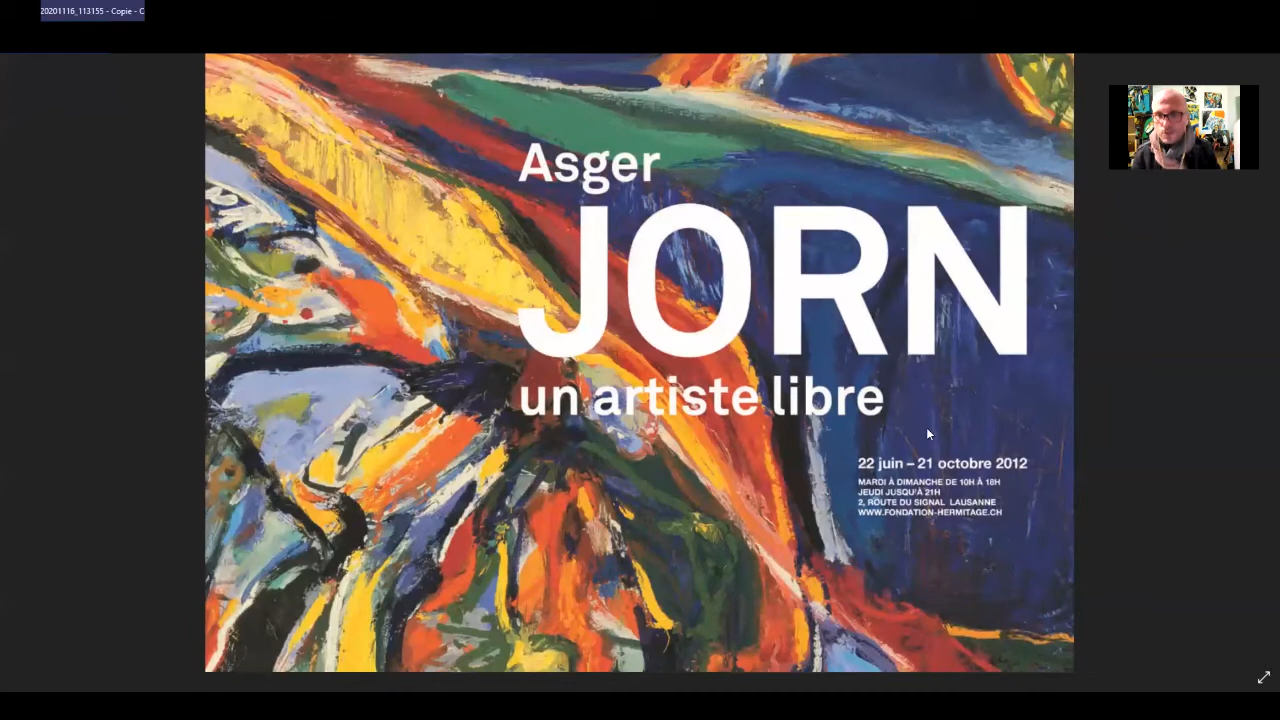 20201116_113155 - Copie - C
Asger
JORN
un artiste libre
22 juin – 21 octobre 2012
MARDI À DIMANCHE DE 10H À 18H
JEUDI JUSQU'À 21H
2, ROUTE DU SIGNAL LAUSANNE
WWW.FONDATION-HERMITAGE.CH